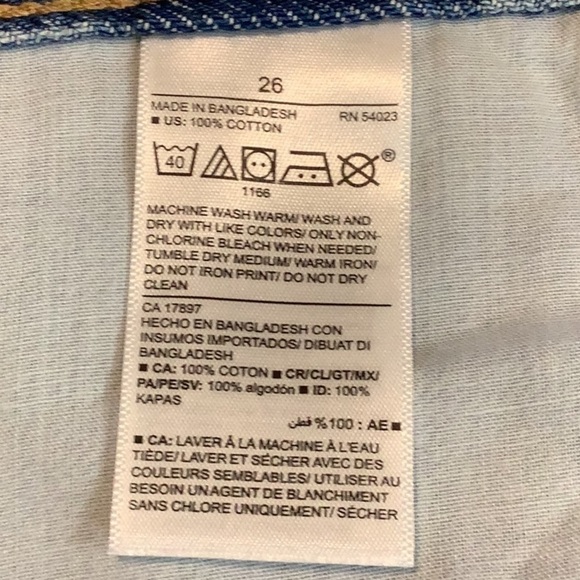 26
MADE IN BANGLADESH RN 54023
■ US: 100% COTTON
40
®
1166
MACHINE WASH WARM/ WASH AND
DRY WITH LIKE COLORS/ ONLY NON-
CHLORINE BLEACH WHEN NEEDED/
TUMBLE DRY MEDIUM/ WARM IRON/
DO NOT IRON PRINT/ DO NOT DRY
CLEAN
CA 17897
HECHO EN BANGLADESH CON
INSUMOS IMPORTADOS/ DIBUAT DI
BANGLADESH
■ CA: 100% COTON ■ CR/CL/GT/MX/
PA/PE/SV: 100% algodón ■ ID: 100%
KAPAS
■ AE : 100% قطن
■ CA: LAVER À LA MACHINE À L'EAU
TIÈDE/ LAVER ET SÉCHER AVEC DES
COULEURS SEMBLABLES/ UTILISER AU
BESOIN UN AGENT DE BLANCHIMENT
SANS CHLORE UNIQUEMENT/ SÉCHER